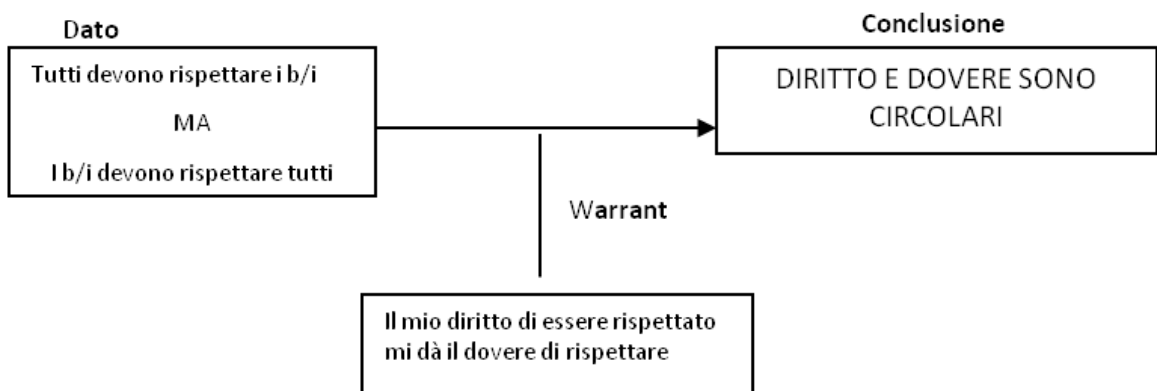 Dato
Tutti devono rispettare i b/i
MA
I b/i devono rispettare tutti
Conclusione
DIRITTO E DOVERE SONO
CIRCOLARI
Warrant
Il mio diritto di essere rispettato
mi dà il dovere di rispettare